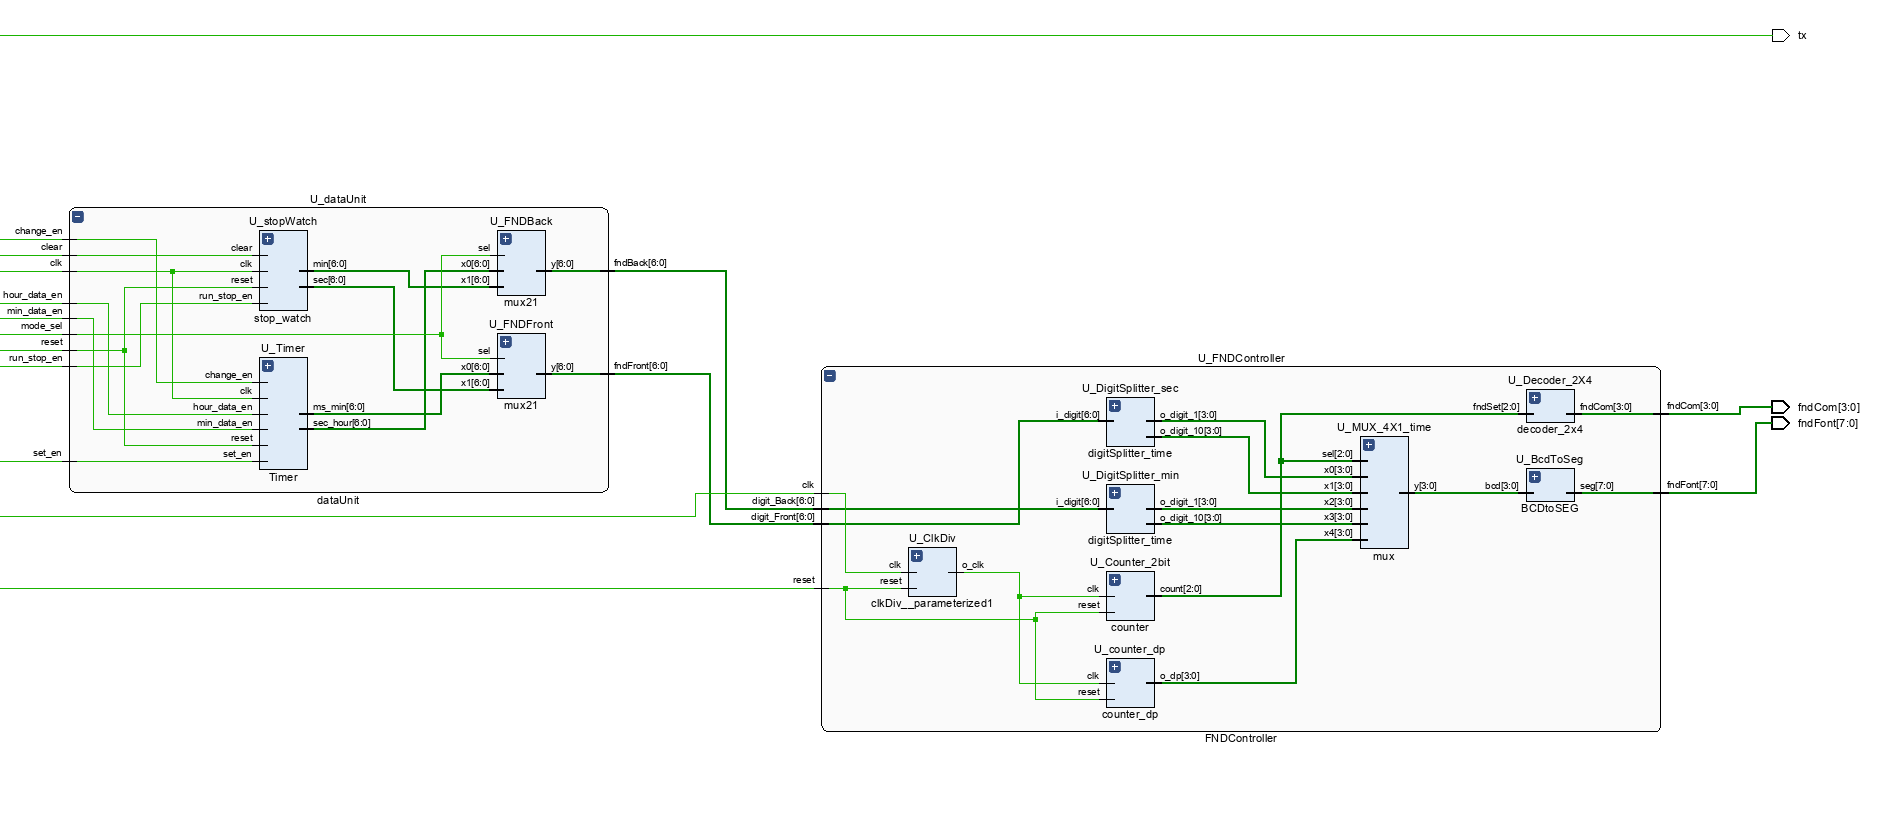 tx
U_dataUnit
change_en
clear
clk
hour_data_en
min_data_en
mode_sel
reset
run_stop_en
set_en
U_stopWatch
clear
clk
reset
run_stop_en
min[6:0]
sec[6:0]
stop_watch
U_Timer
change_en
clk
hour_data_en
min_data_en
reset
set_en
ms_min[6:0]
sec_hour[6:0]
Timer
U_FNDBack
sel
x0[6:0]
x1[6:0]
y[6:0]
mux21
U_FNDFront
sel
x0[6:0]
x1[6:0]
y[6:0]
mux21
fndBack[6:0]
fndFront[6:0]
dataUnit
U_FNDController
clk
digit_Back[6:0]
digit_Front[6:0]
reset
U_ClkDiv
clk
reset
o_clk
clkDiv__parameterized1
U_DigitSplitter_sec
i_digit[6:0]
o_digit_1[3:0]
o_digit_10[3:0]
digitSplitter_time
U_DigitSplitter_min
i_digit[6:0]
o_digit_1[3:0]
o_digit_10[3:0]
digitSplitter_time
U_Counter_2bit
clk
reset
count[2:0]
counter
U_counter_dp
clk
reset
o_dp[3:0]
counter_dp
U_MUX_4X1_time
sel[2:0]
x0[3:0]
x1[3:0]
x2[3:0]
x3[3:0]
x4[3:0]
y[3:0]
mux
U_Decoder_2X4
fndSet[2:0]
fndCom[3:0]
decoder_2x4
U_BcdToSeg
bcd[3:0]
seg[7:0]
BCDtoSEG
fndCom[3:0]
fndFont[7:0]
FNDController
fndCom[3:0]
fndFont[7:0]